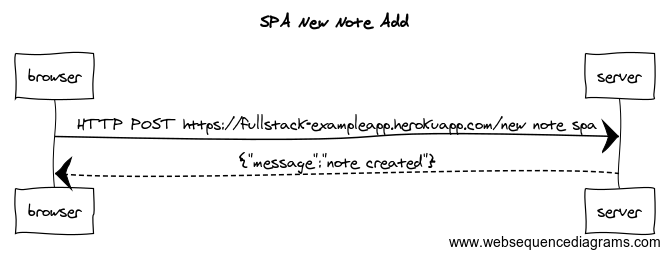 SPA New Note Add
browser
server
HTTP POST https://fullstack-exampleapp.herokuapp.com/new note spa
{"message":"note created"}
browser
server
www.websequencediagrams.com